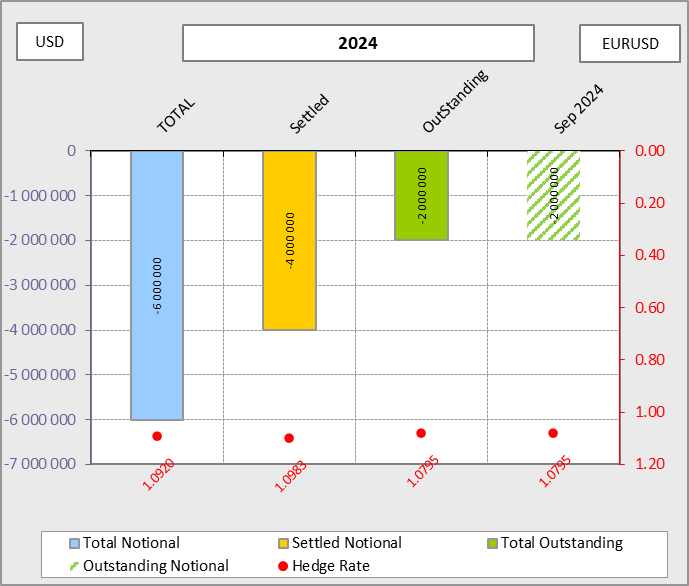 USD
2024
EURUSD
TOTAL
Settled
OutStanding
Sep 2024
0
-1 000 000
-2 000 000
-3 000 000
-4 000 000
-5 000 000
-6 000 000
-7 000 000
-6 000 000
-4 000 000
-2 000 000
-2 000 000
0.00
0.20
0.40
0.60
0.80
1.00
1.20
1.0920
1.0983
1.0795
1.0795
Total Notional
Settled Notional
Total Outstanding
Outstanding Notional
Hedge Rate